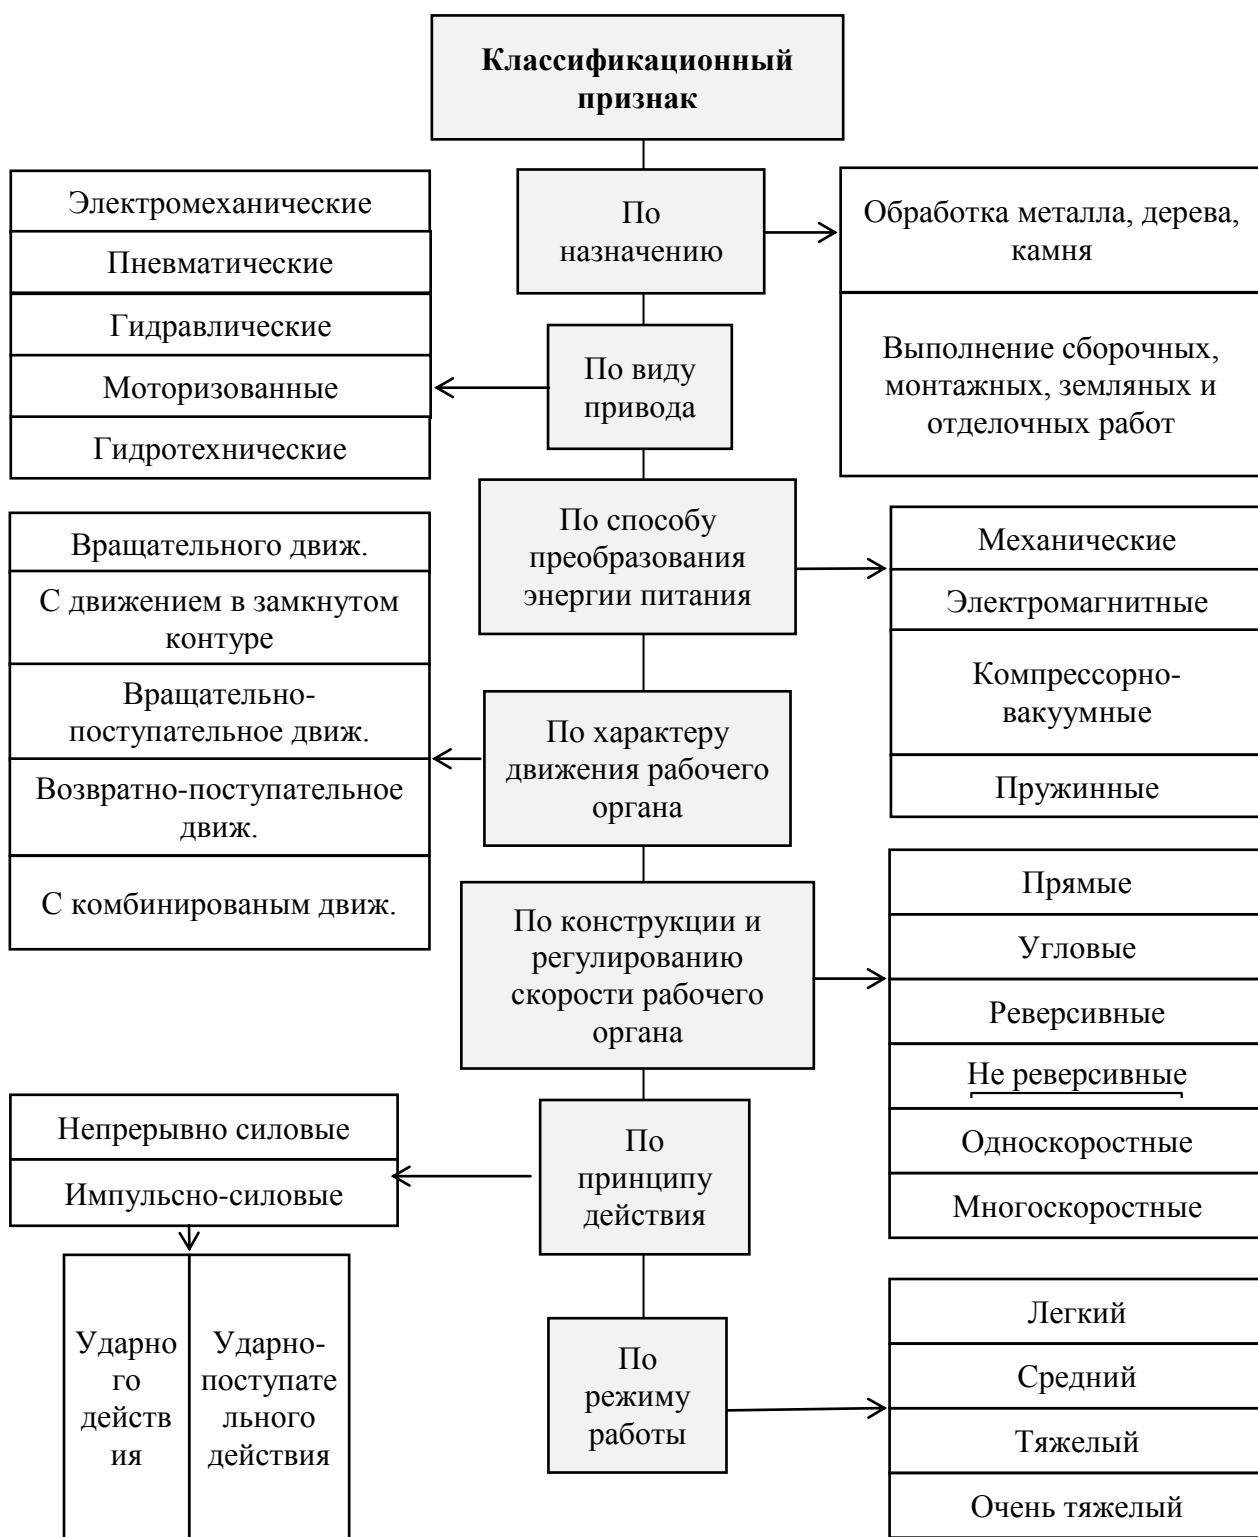 Классификационный
признак
По
назначению
Обработка металла, дерева,
камня
Выполнение сборочных,
монтажных, земляных и
отделочных работ
По виду
привода
Электромеханические
Пневматические
Гидравлические
Моторизованные
Гидротехнические
По способу
преобразования
энергии питания
Механические
Электромагнитные
Компрессорно-
вакуумные
Пружинные
По характеру
движения рабочего
органа
Вращательного движ.
С движением в замкнутом
контуре
Вращательно-
поступательное движ.
Возвратно-поступательное
движ.
С комбинированым движ.
По конструкции и
регулированию
скорости рабочего
органа
Прямые
Угловые
Реверсивные
Не реверсивные
Односкоростные
Многоскоростные
По
принципу
действия
Непрерывно силовые
Импульсно-силовые
Ударно
го
действ
ия
Ударно-
поступате
льного
действия
По
режиму
работы
Легкий
Средний
Тяжелый
Очень тяжелый